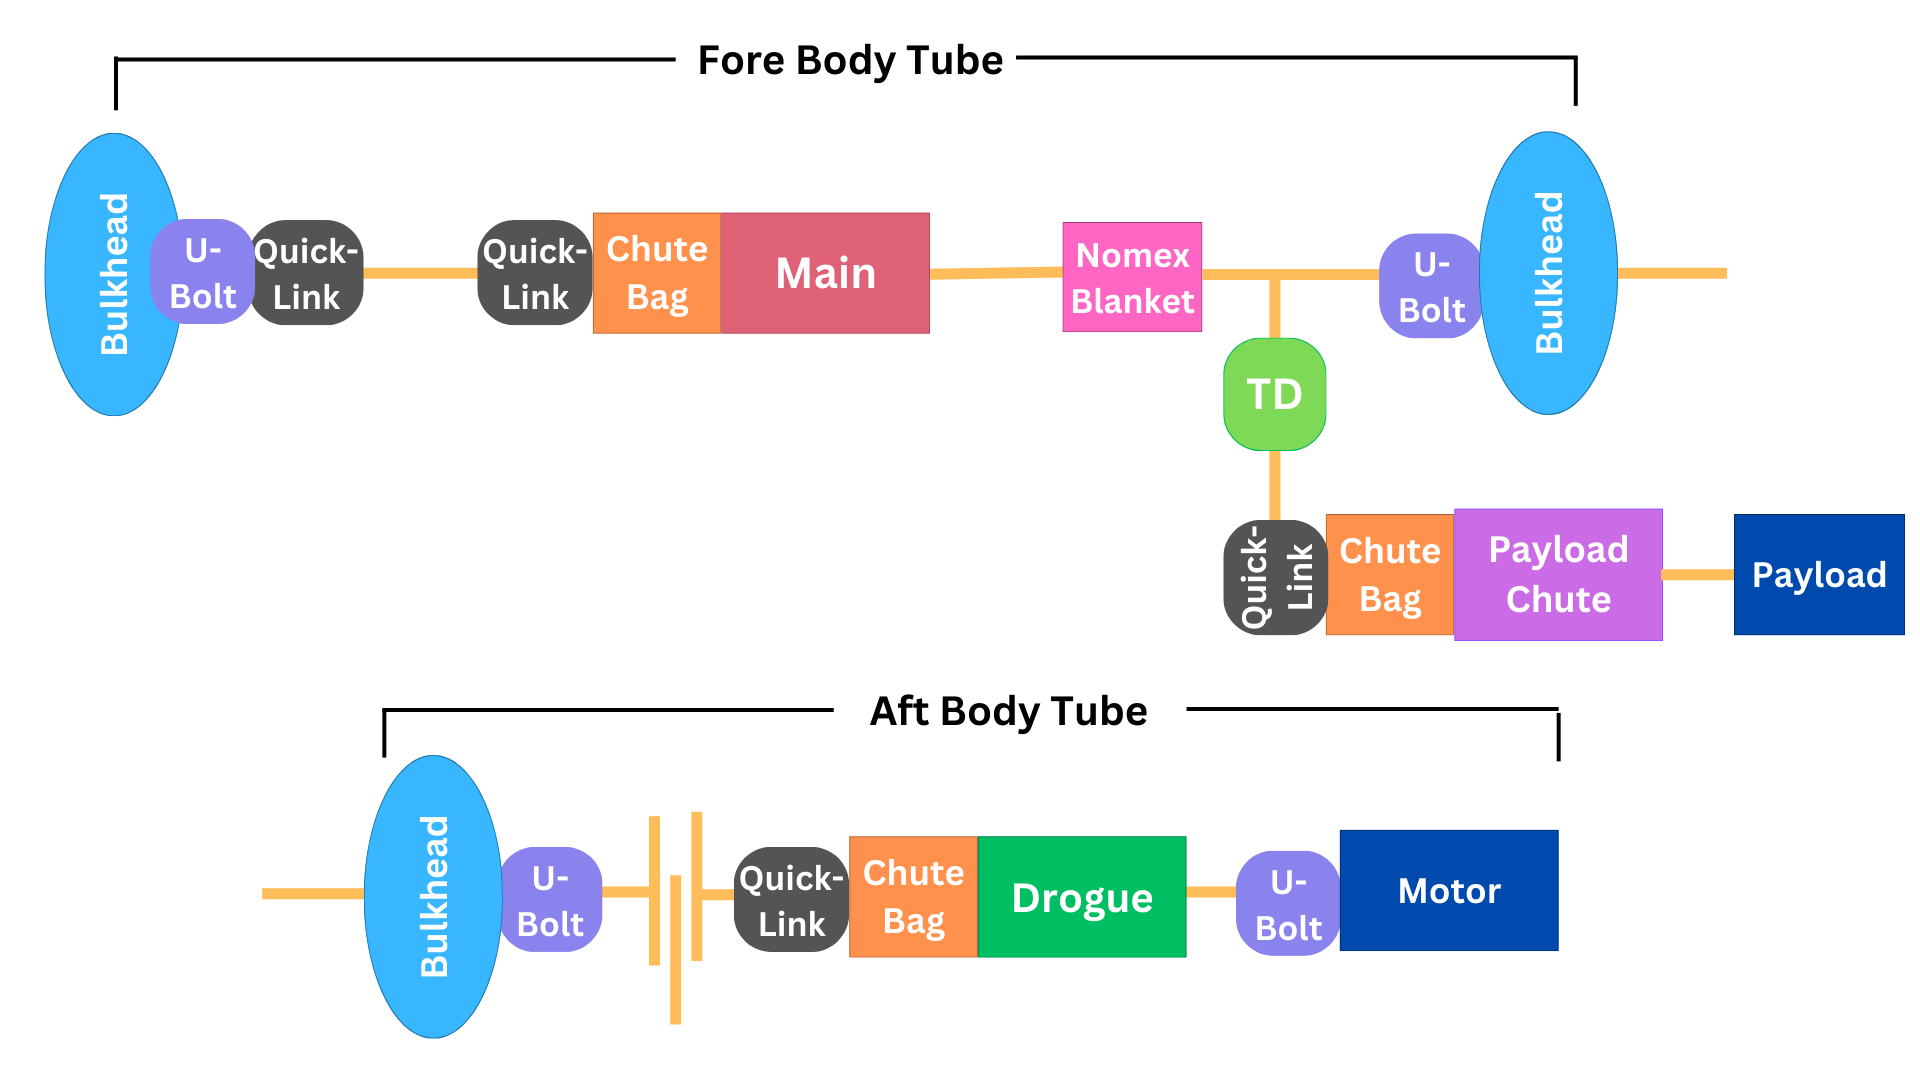 Fore Body Tube
Bulkhead
U-
Bolt
Quick-
Link
Quick-
Link
Chute
Bag
Main
Nomex
Blanket
U-
Bolt
Bulkhead
TD
Quick-
Link
Chute
Bag
Payload
Chute
Payload
Aft Body Tube
Bulkhead
U-
Bolt
Quick-
Link
Chute
Bag
Drogue
U-
Bolt
Motor